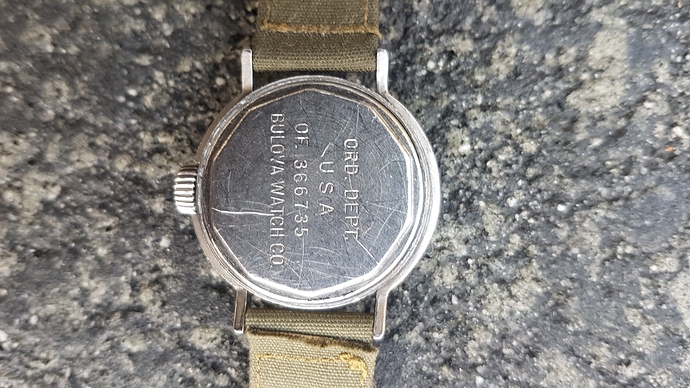 ORD. DEPT.
U S A
OF. 366735
BULOVA WATCH CO.